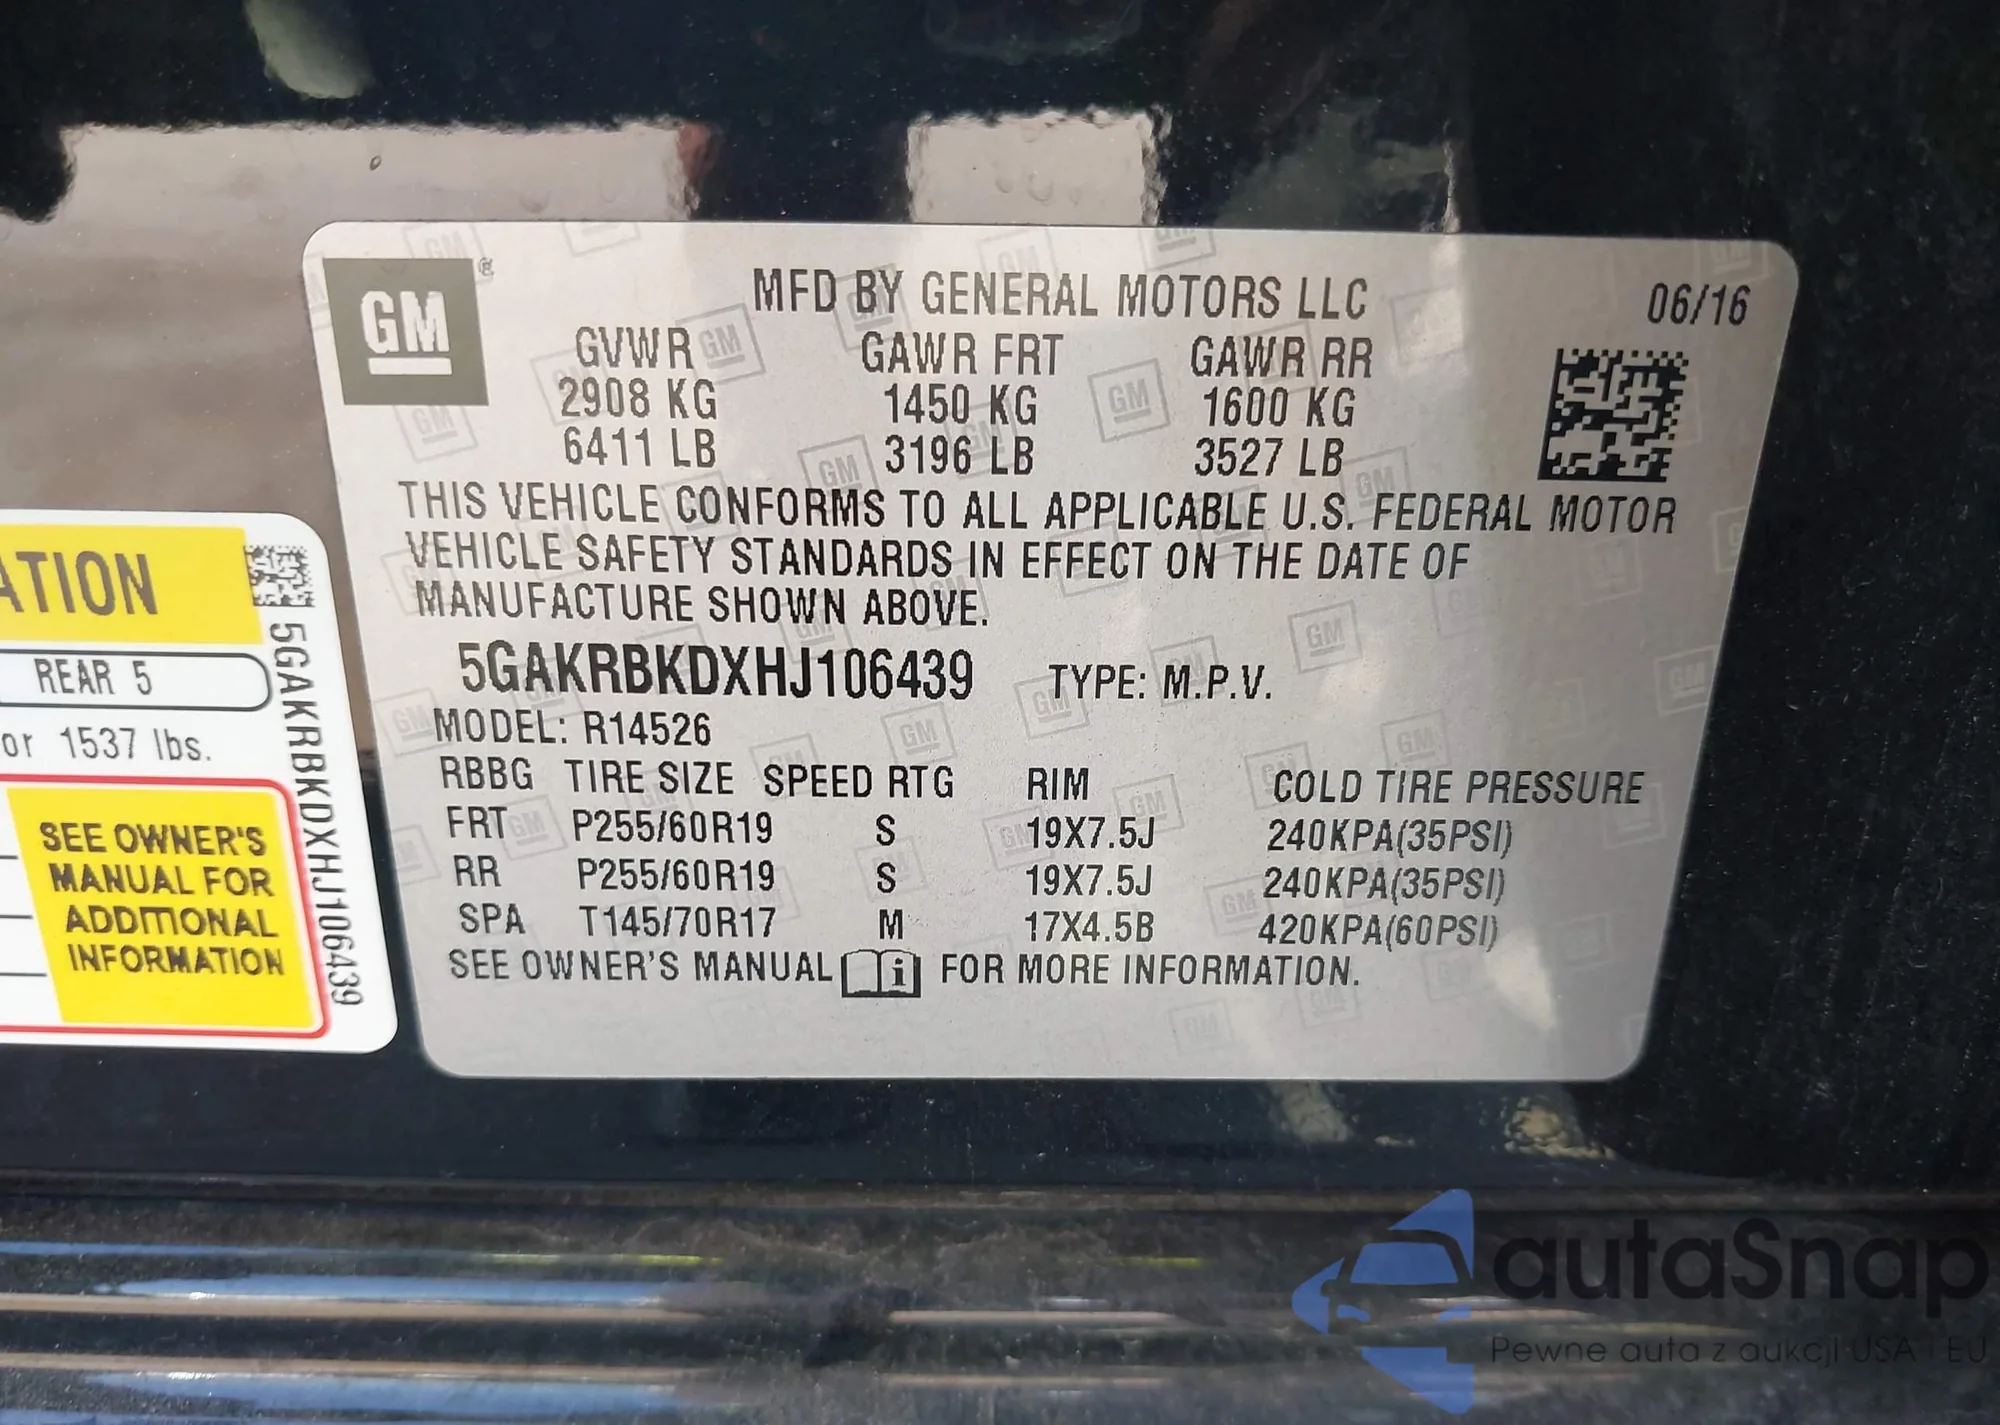 GM
MFD BY GENERAL MOTORS LLC 06/16
GVWR GAWR FRT GAWR RR
2908 KG 1450 KG 1600 KG
6411 LB 3196 LB 3527 LB
THIS VEHICLE CONFORMS TO ALL APPLICABLE U.S. FEDERAL MOTOR
VEHICLE SAFETY STANDARDS IN EFFECT ON THE DATE OF
MANUFACTURE SHOWN ABOVE.
5GAKRBKDXHJ106439 TYPE: M.P.V.
MODEL: R14526
RBBG TIRE SIZE SPEED RTG RIM COLD TIRE PRESSURE
FRT P255/60R19 S 19X7.5J 240KPA(35PSI)
RR P255/60R19 S 19X7.5J 240KPA(35PSI)
SPA T145/70R17 M 17X4.5B 420KPA(60PSI)
SEE OWNER'S MANUAL i FOR MORE INFORMATION.
ATION
REAR 5
or 1537 lbs.
SEE OWNER'S
MANUAL FOR
ADDITIONAL
INFORMATION
5GAKRBKDXHJ106439
autaSnap
Pewne auta z aukcji USA i EU